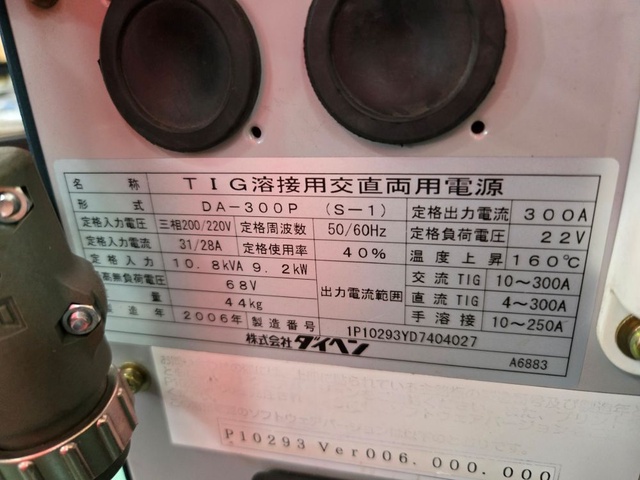 名 称 TIG溶接用交直両用電源
形 式 DA-300P (S-1) 定格出力電流 300A
定格入力電圧 三相200/220V 定格周波数 50/60Hz 定格負荷電圧 22V
定格入力電流 31/28A 定格使用率 40% 温度上昇 160℃
定格入力 10.8kVA 9.2kW 出力電流範囲 交流TIG 10~300A
高無負荷電圧 68V 直流TIG 4~300A
量 44kg 手溶接 10~250A
造年 2006年 製造番号 1P10293YD7404027
株式会社ダイヘン A6883
P10293 Ver006.000.000